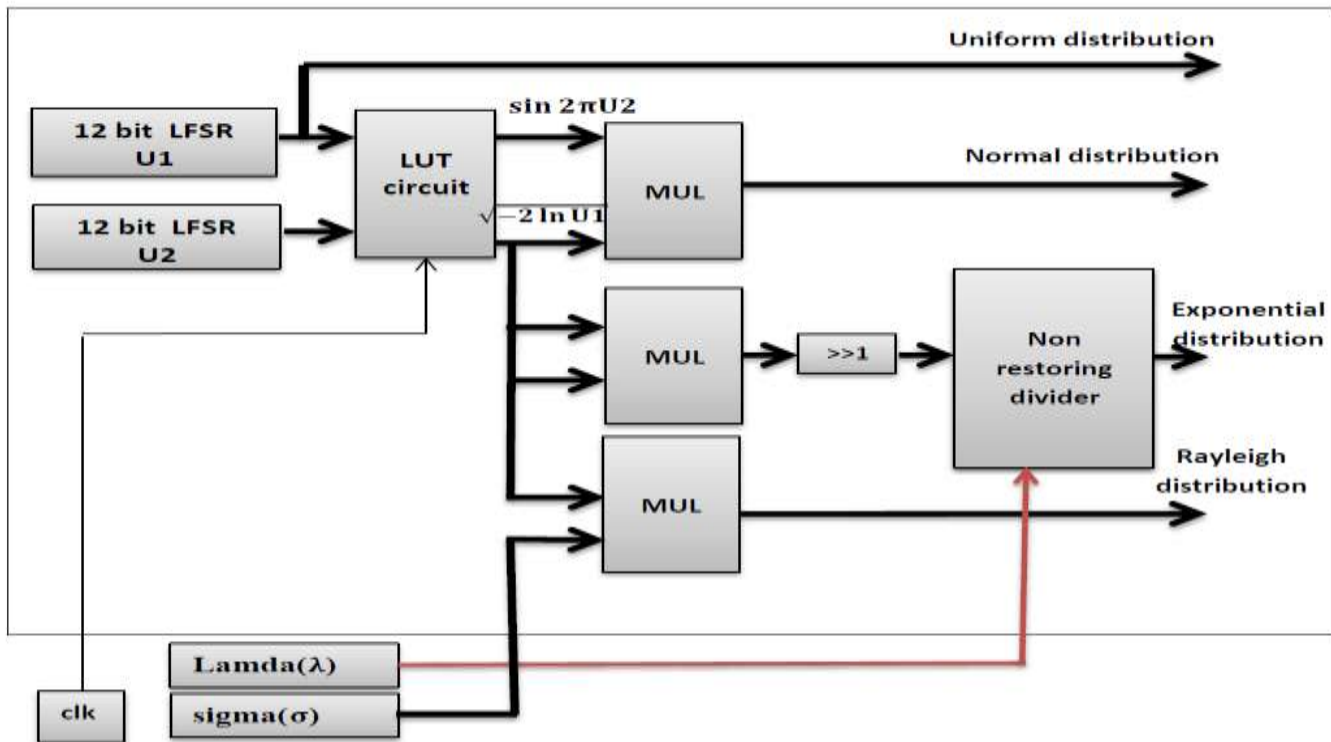 Uniform distribution
12 bit LFSR
U1
LUT
circuit
sin 2πU2
MUL
Normal distribution
12 bit LFSR
U2
√−2 ln U1
MUL
>>1
Non
restoring
divider
Exponential
distribution
MUL
Rayleigh
distribution
Lamda(λ)
clk
sigma(σ)